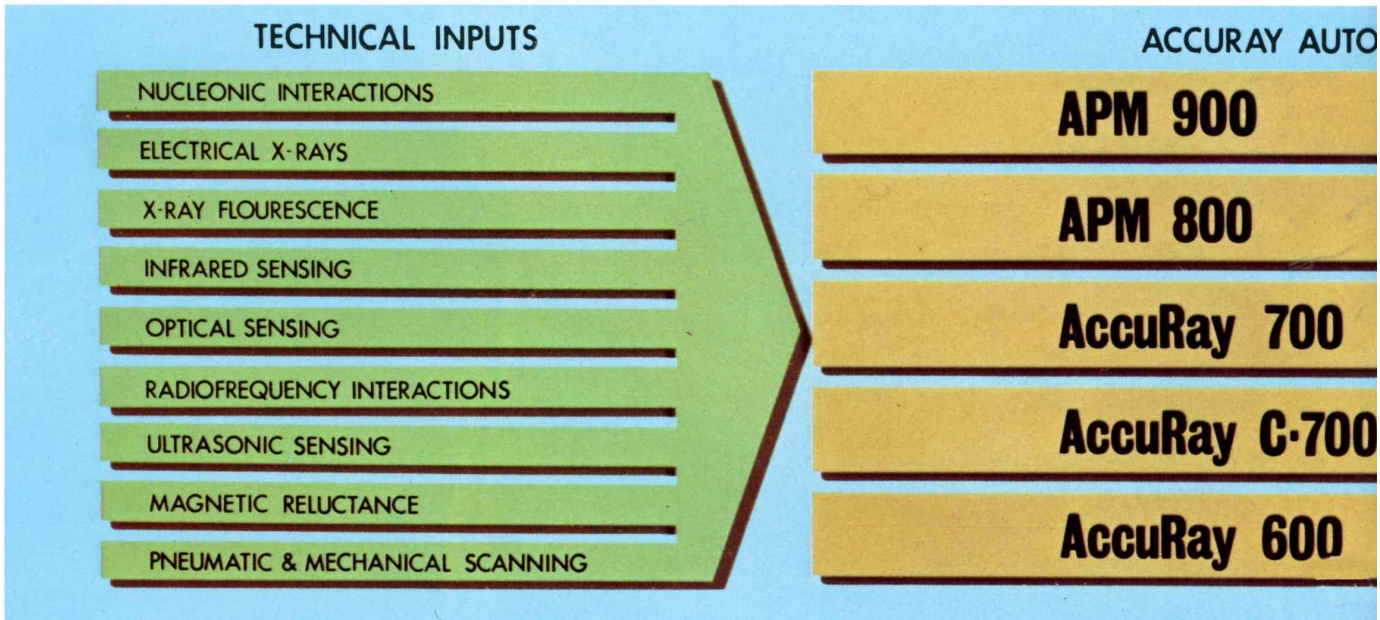 TECHNICAL INPUTS
NUCLEONIC INTERACTIONS
ELECTRICAL X-RAYS
X-RAY FLOURESCENCE
INFRARED SENSING
OPTICAL SENSING
RADIOFREQUENCY INTERACTIONS
ULTRASONIC SENSING
MAGNETIC RELUCTANCE
PNEUMATIC & MECHANICAL SCANNING
ACCURAY AUTO
APM 900
APM 800
AccuRay 700
AccuRay C-700
AccuRay 600